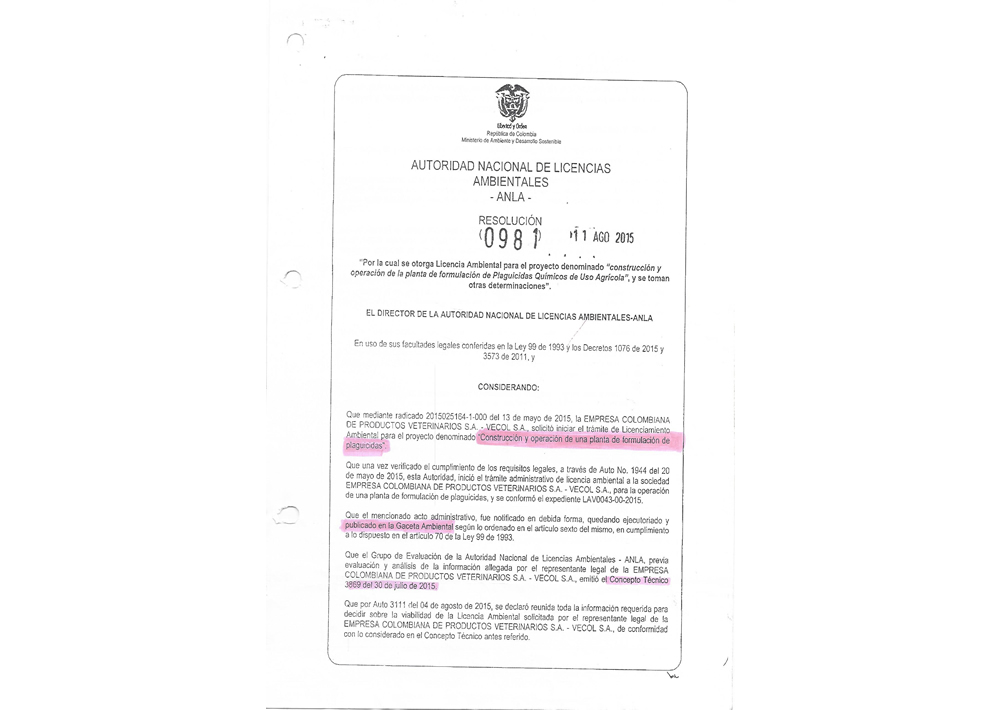 Libertad y Orden
República de Colombia
Ministerio de Ambiente y Desarrollo Sostenible
AUTORIDAD NACIONAL DE LICENCIAS
AMBIENTALES
- ANLA -
RESOLUCIÓN
(0981) 11 AGO 2015
"Por la cual se otorga Licencia Ambiental para el proyecto denominado "construcción y
operación de la planta de formulación de Plaguicidas Químicos de Uso Agrícola", y se toman
otras determinaciones".
EL DIRECTOR DE LA AUTORIDAD NACIONAL DE LICENCIAS AMBIENTALES-ANLA
En uso de sus facultades legales conferidas en la Ley 99 de 1993 y los Decretos 1076 de 2015 y
3573 de 2011, y
CONSIDERANDO:
Que mediante radicado 2015025164-1-000 del 13 de mayo de 2015, la EMPRESA COLOMBIANA
DE PRODUCTOS VETERINARIOS S.A. - VECOL S.A., solicitó iniciar el trámite de Licenciamiento
Ambiental para el proyecto denominado "Construcción y operación de una planta de formulación de
plaguicidas".
Que una vez verificado el cumplimiento de los requisitos legales, a través de Auto No. 1944 del 20
de mayo de 2015, esta Autoridad, inició el trámite administrativo de licencia ambiental a la sociedad
EMPRESA COLOMBIANA DE PRODUCTOS VETERINARIOS S.A. - VECOL S.A., para la operación
de una planta de formulación de plaguicidas, y se conformó el expediente LAV0043-00-2015.
Que el mencionado acto administrativo, fue notificado en debida forma, quedando ejecutoriado y
publicado en la Gaceta Ambiental según lo ordenado en el artículo sexto del mismo, en cumplimiento
a lo dispuesto en el artículo 70 de la Ley 99 de 1993.
Que el Grupo de Evaluación de la Autoridad Nacional de Licencias Ambientales - ANLA, previa
evaluación y análisis de la información allegada por el representante legal de la EMPRESA
COLOMBIANA DE PRODUCTOS VETERINARIOS S.A. - VECOL S.A., emitió el Concepto Técnico
3869 del 30 de julio de 2015.
Que por Auto 3111 del 04 de agosto de 2015, se declaró reunida toda la información requerida para
decidir sobre la viabilidad de la Licencia Ambiental solicitada por el representante legal de la
EMPRESA COLOMBIANA DE PRODUCTOS VETERINARIOS S.A. - VECOL S.A., de conformidad
con lo considerado en el Concepto Técnico antes referido.